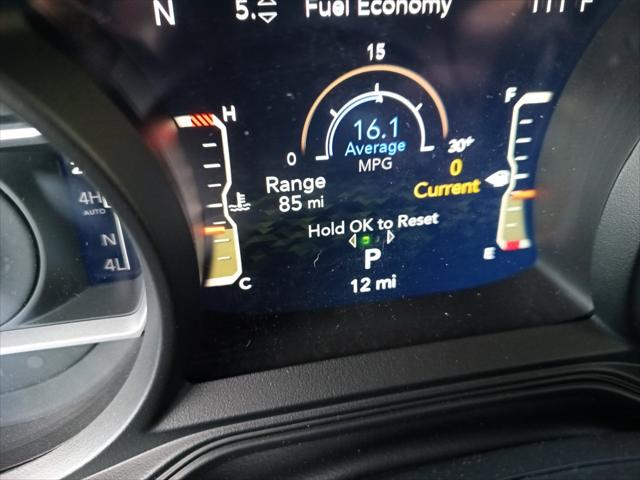 N 5. Fuel Economy 111°F
15
H F
16.1
Average
MPG
0 30+
0
Current
Range
85 mi
4H
AUTO
N
4L
Hold OK to Reset
P
C E
12 mi